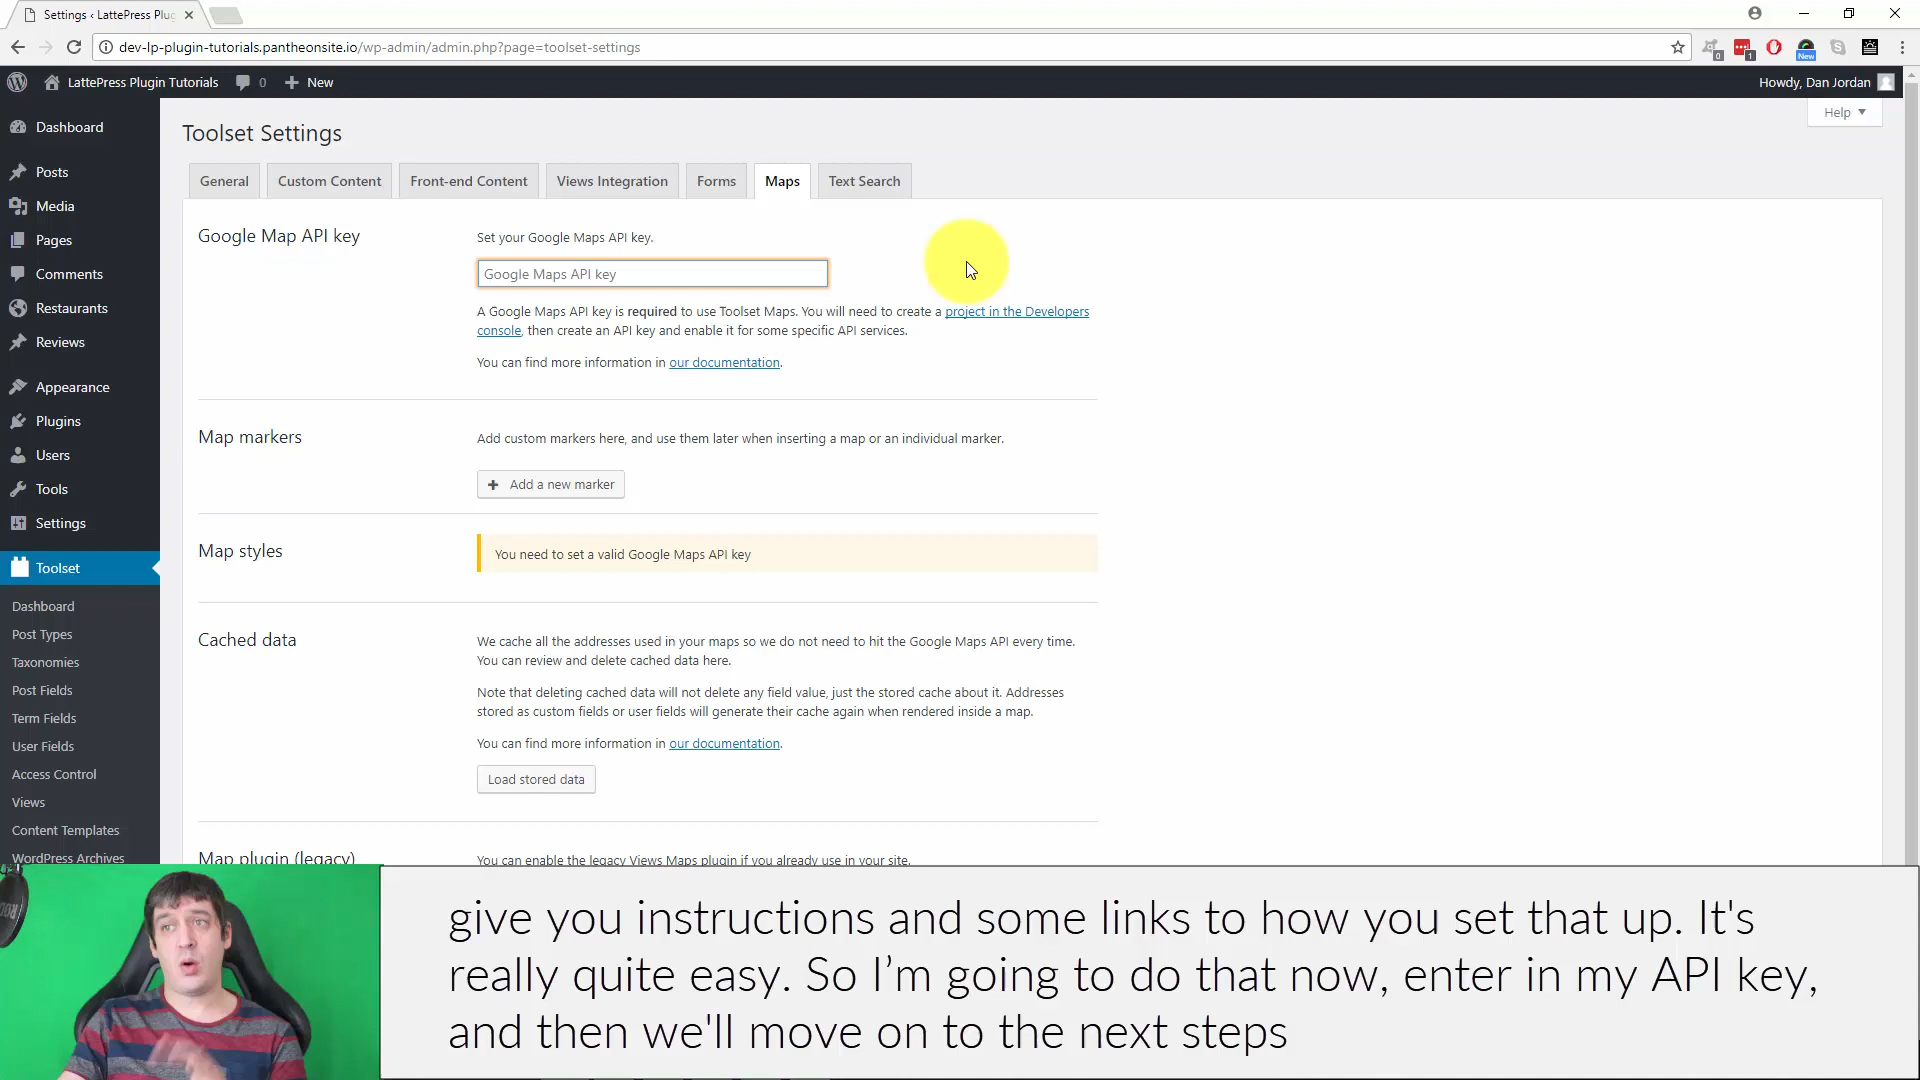 Settings ‹ LattePress Plug
dev-lp-plugin-tutorials.pantheonsite.io/wp-admin/admin.php?page=toolset-settings
0
1
New
LattePress Plugin Tutorials
0
New
Howdy, Dan Jordan
Help
Dashboard
Posts
Media
Pages
Comments
Restaurants
Reviews
Appearance
Plugins
Users
Tools
Settings
Toolset
Dashboard
Post Types
Taxonomies
Post Fields
Term Fields
User Fields
Access Control
Views
Content Templates
WordPress Archives
Toolset Settings
General
Custom Content
Front-end Content
Views Integration
Forms
Maps
Text Search
Google Map API key
Set your Google Maps API key.
Google Maps API key
A Google Maps API key is required to use Toolset Maps. You will need to create a project in the Developers
console, then create an API key and enable it for some specific API services.
You can find more information in our documentation.
Map markers
Add custom markers here, and use them later when inserting a map or an individual marker.
Add a new marker
Map styles
You need to set a valid Google Maps API key
Cached data
We cache all the addresses used in your maps so we do not need to hit the Google Maps API every time.
You can review and delete cached data here.
Note that deleting cached data will not delete any field value, just the stored cache about it. Addresses
stored as custom fields or user fields will generate their cache again when rendered inside a map.
You can find more information in our documentation.
Load stored data
Map plugin (legacy)
You can enable the legacy Views Maps plugin if you already use in your site.
give you instructions and some links to how you set that up. It's
really quite easy. So I’m going to do that now, enter in my API key,
and then we'll move on to the next steps